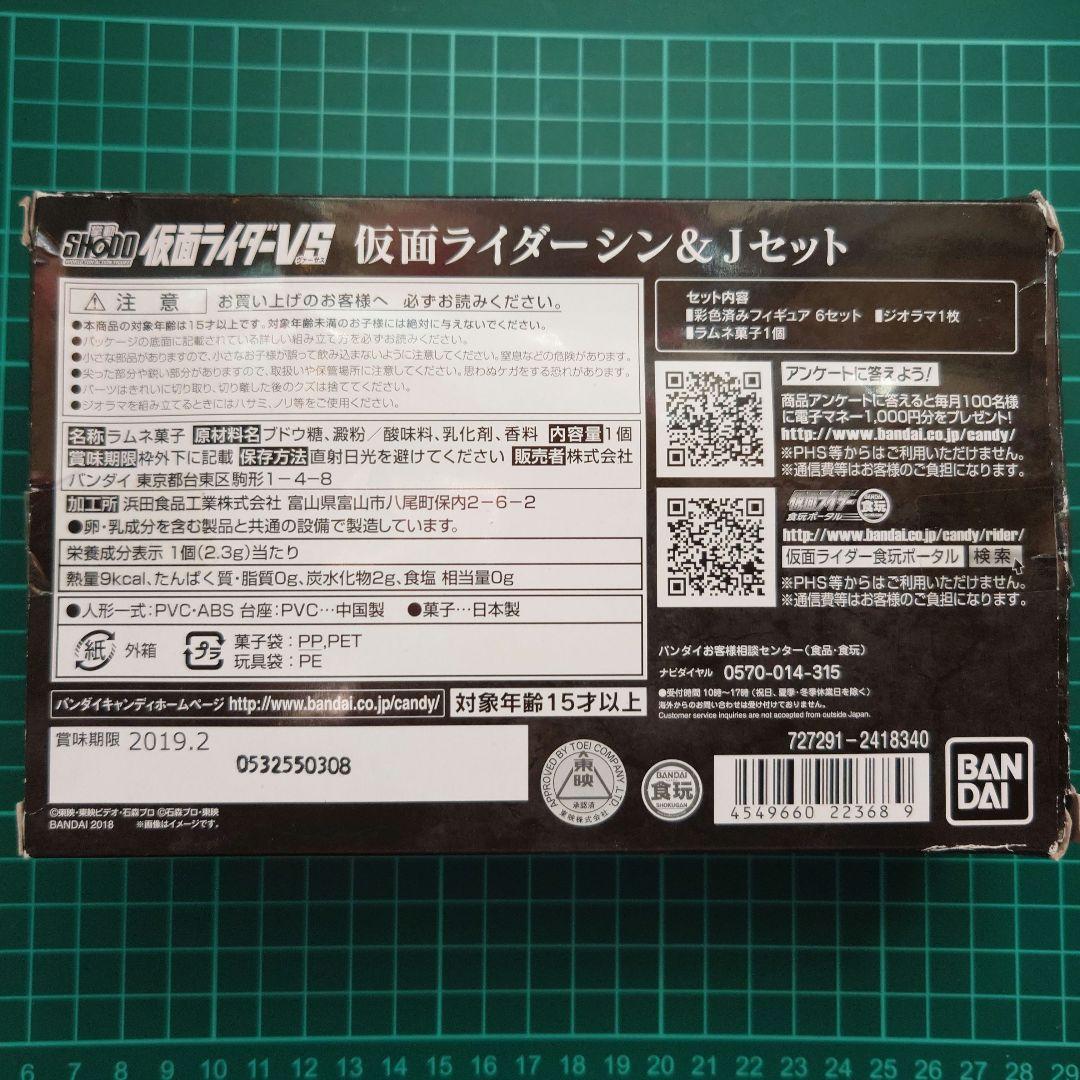 掌動
SHODO 仮面ライダーVS 仮面ライダーシン&Jセット
ヴァーサス
注意 お買い上げのお客様へ 必ずお読みください。
●本商品の対象年齢は15才以上です。対象年齢未満のお子様には絶対に与えないでください。
●パッケージの底面に記載されている詳しい組み立て方を必ずお読みください。
●小さな部品がありますので、小さなお子様が誤って飲み込まないように注意してください。窒息などの危険があります。
●尖った部分や鋭い部分がありますので、取扱いや保管場所に注意してください。思わぬケガをする恐れがあります。
●パーツはきれいに切り取り、切り離した後のクズは捨ててください。
●ジオラマを組み立てるときにはハサミ、ノリ等をご使用ください。
名称 ラムネ菓子 原材料名 ブドウ糖、澱粉/酸味料、乳化剤、香料 内容量 1個
賞味期限 枠外下に記載 保存方法 直射日光を避けてください 販売者 株式会社
バンダイ 東京都台東区駒形1-4-8
加工所 浜田食品工業株式会社 富山県富山市八尾町保内2-6-2
●卵・乳成分を含む製品と共通の設備で製造しています。
栄養成分表示 1個(2.3g)当たり
熱量9kcal、たんぱく質・脂質0g、炭水化物2g、食塩相当量0g
●人形一式:PVC・ABS 台座:PVC…中国製 ●菓子…日本製
紙 外箱 プラ 菓子袋:PP,PET
玩具袋:PE
バンダイキャンディホームページ http://www.bandai.co.jp/candy/ 対象年齢15才以上
賞味期限 2019.2
0532550308
©東映・東映ビデオ・石森プロ ©石森プロ・東映
BANDAI 2018 ※画像はイメージです。
セット内容
■彩色済みフィギュア 6セット ■ジオラマ1枚
■ラムネ菓子1個
アンケートに答えよう!
商品アンケートに答えると毎月100名様
に電子マネー1,000円分をプレゼント!
http://www.bandai.co.jp/candy/
※PHS等からはご利用いただけません。
※通信費等はお客様のご負担になります。
仮面ライダー
食玩ポータル
BANDAI
食玩
http://www.bandai.co.jp/candy/rider/
仮面ライダー食玩ポータル 検索
※PHS等からはご利用いただけません。
※通信費等はお客様のご負担になります。
バンダイお客様相談センター(食品・食玩)
ナビダイヤル 0570-014-315
●受付時間 10時〜17時(祝日、夏季・冬季休業日を除く)
海外からのお問い合わせは受け付けておりません。
Customer service inquiries are not accepted from outside Japan.
727291-2418340
APPROVED BY TOEI COMPANY, LTD.
東映
承認済
東映株式会社
BANDAI
食玩
SHOKUGAN
4549660 22368 9
BAN
DAI
6 7 8 9 10 11 12 13 14 15 16 17 18 19 20 21 22 23 24 25 26 27 28 29